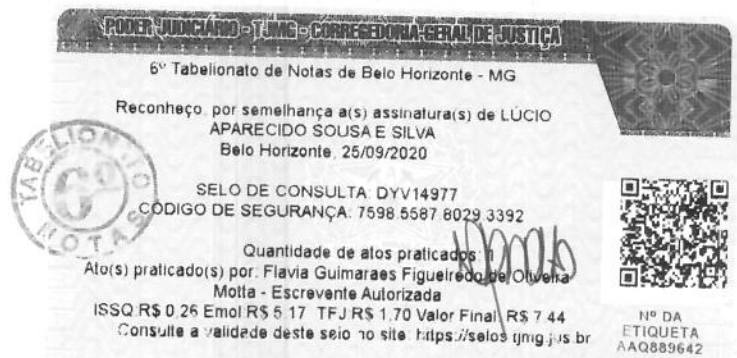 PODER JUDICIÁRIO - TJMG - CORREGEDORIA-GERAL DE JUSTIÇA
6º Tabelionato de Notas de Belo Horizonte - MG
Reconheço, por semelhança a(s) assinatura(s) de LÚCIO
APARECIDO SOUSA E SILVA
Belo Horizonte, 25/09/2020
TABELIONATO
6º
NOTAS
SELO DE CONSULTA: DYV14977
CÓDIGO DE SEGURANÇA: 7598.5587.8029.3392
Quantidade de atos praticados:
Ato(s) praticado(s) por: Flavia Guimaraes Figueiredo de Oliveira
Motta - Escrevente Autorizada
ISSQ R$ 0,26 Emol R$ 5,17 TFJ R$ 1,70 Valor Final: R$ 7,44
Consulte a validade deste selo no site: https://selos.tjmg.jus.br
Nº DA
ETIQUETA
AAQ889642